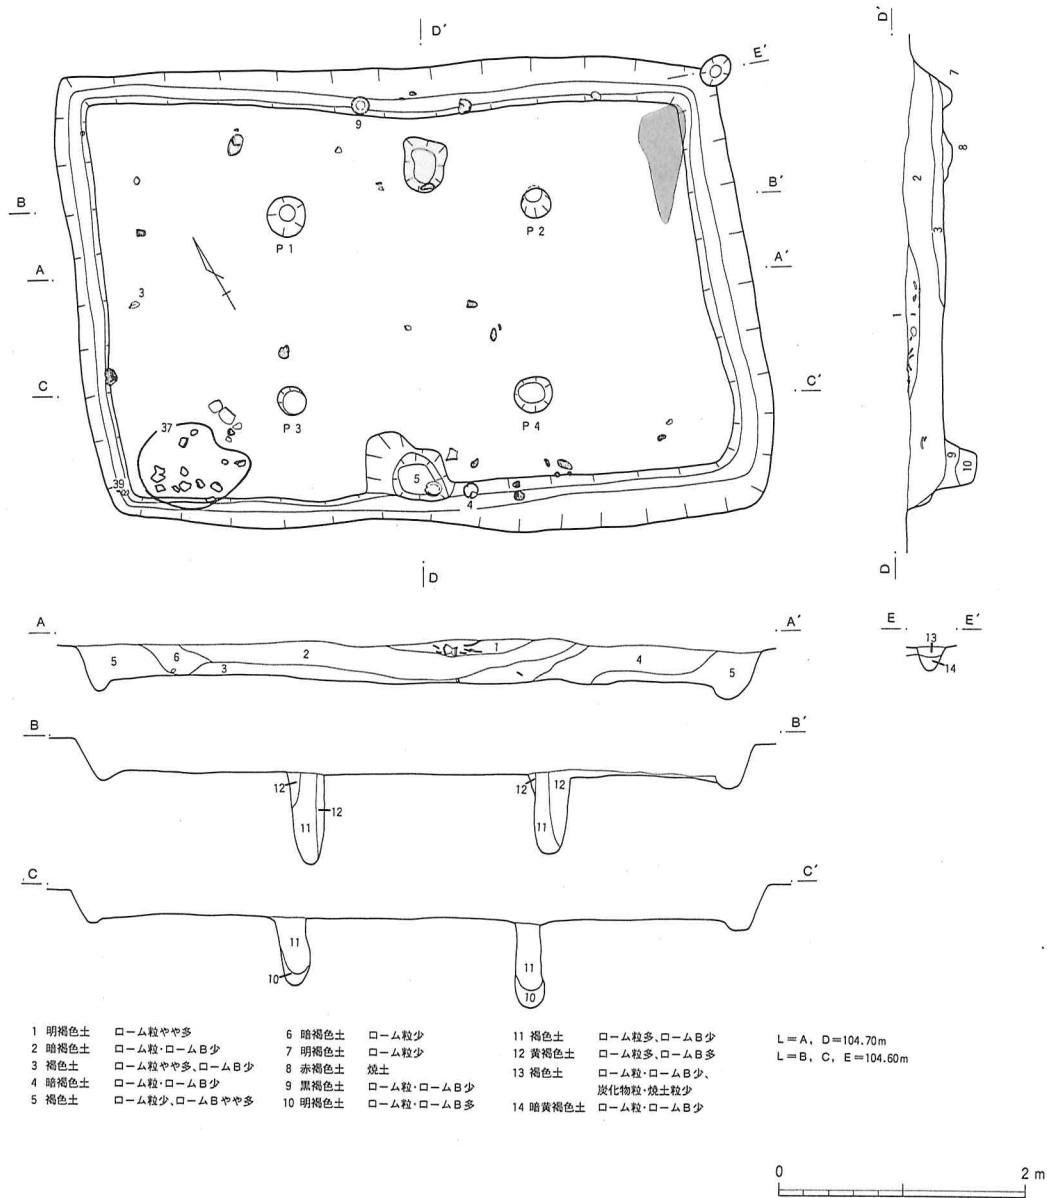 D´
E´
9
B
P 1
P 2
B´
A
A´
3
C
P 3
P 4
C´
37
39
5
4
D
D´
7
8
2
3
1
9
10
D
A
A´
5
6
3
2
1
4
5
E
E´
13
14
B
B´
12
12
11
12
12
11
C
C´
11
10
11
10
1 明褐色土 ローム粒やや多
2 暗褐色土 ローム粒・ロームB少
3 褐色土 ローム粒やや多、ロームB少
4 暗褐色土 ローム粒・ロームB少
5 褐色土 ローム粒少、ロームBやや多
6 暗褐色土 ローム粒少
7 明褐色土 ローム粒少
8 赤褐色土 焼土
9 黒褐色土 ローム粒・ロームB少
10 明褐色土 ローム粒・ロームB多
11 褐色土 ローム粒多、ロームB少
12 黄褐色土 ローム粒多、ロームB多
13 褐色土 ローム粒・ロームB少、
炭化物粒・焼土粒少
14 暗黄褐色土 ローム粒・ロームB少
L＝A, D＝104.70m
L＝B, C, E＝104.60m
0 2 m